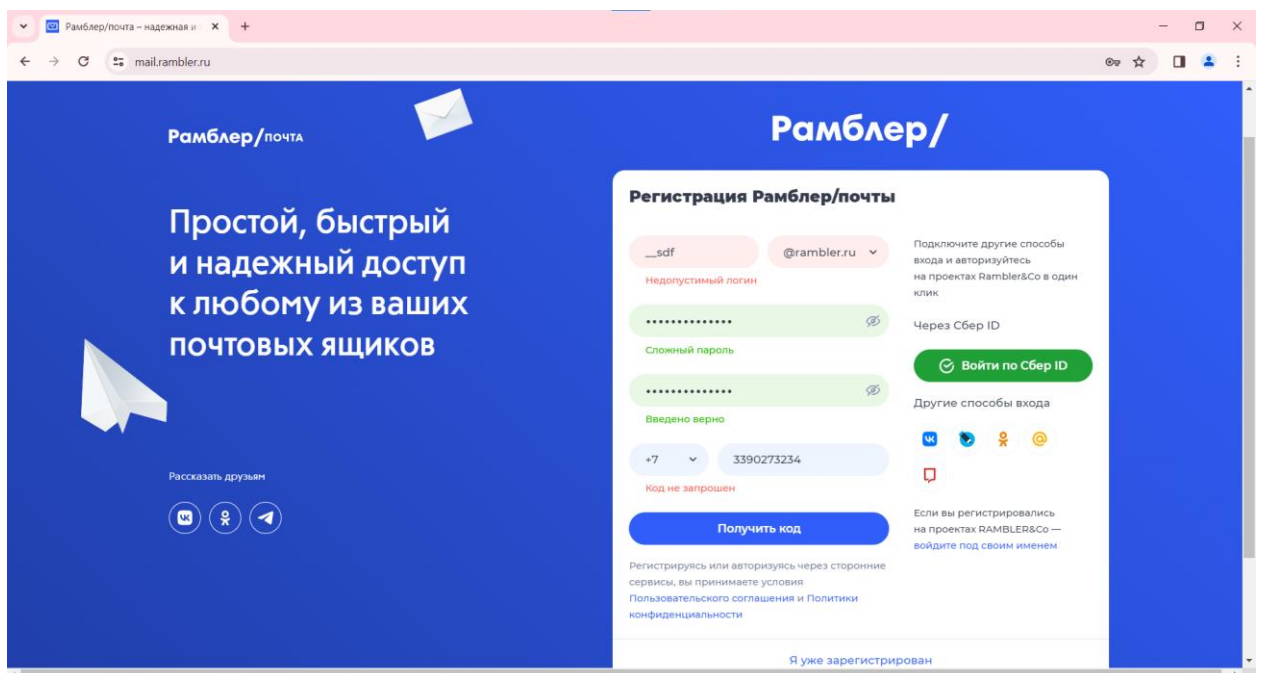 Рамблер/почта – надежная и
mail.rambler.ru
Рамблер/ПОЧТА
Простой, быстрый
и надежный доступ
к любому из ваших
почтовых ящиков
Рассказать друзьям
Рамблер/
Регистрация Рамблер/почты
__sdf
@rambler.ru
Недопустимый логин
Сложный пароль
Введено верно
+7
3390273234
Код не запрошен
Получить код
Регистрируясь или авторизуясь через сторонние
сервисы, вы принимаете условия
Пользовательского соглашения и Политики
конфиденциальности
Подключите другие способы
входа и авторизуйтесь
на проектах Rambler&Co в один
клик
Через Сбер ID
Войти по Сбер ID
Другие способы входа
Если вы регистрировались
на проектах RAMBLER&Co —
войдите под своим именем
Я уже зарегистрирован